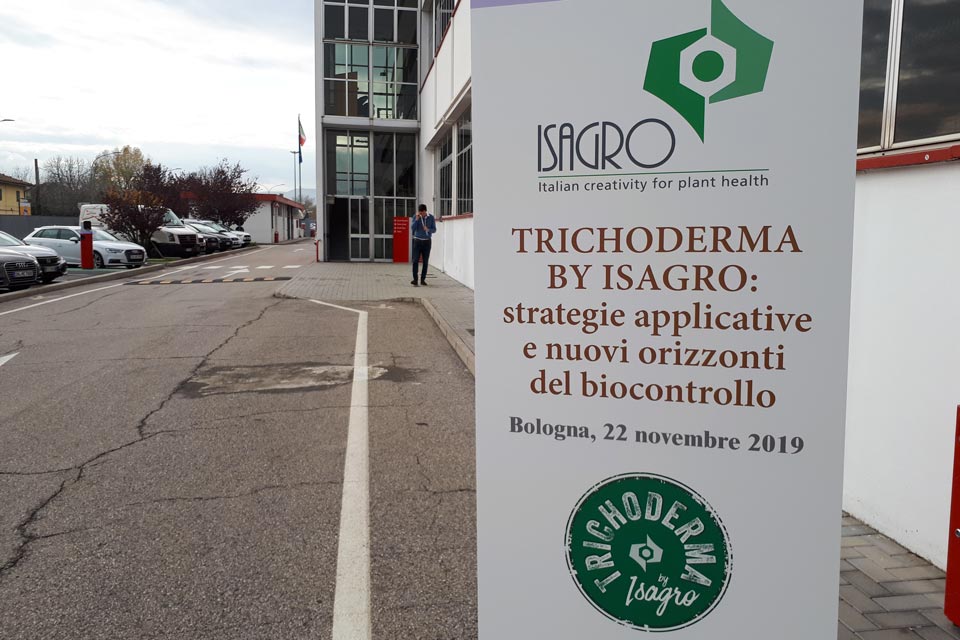 ISAGRO
Italian creativity for plant health
TRICHODERMA
BY ISAGRO:
strategie applicative
e nuovi orizzonti
del biocontrollo
Bologna, 22 novembre 2019
TRICHODERMA
by
Isagro